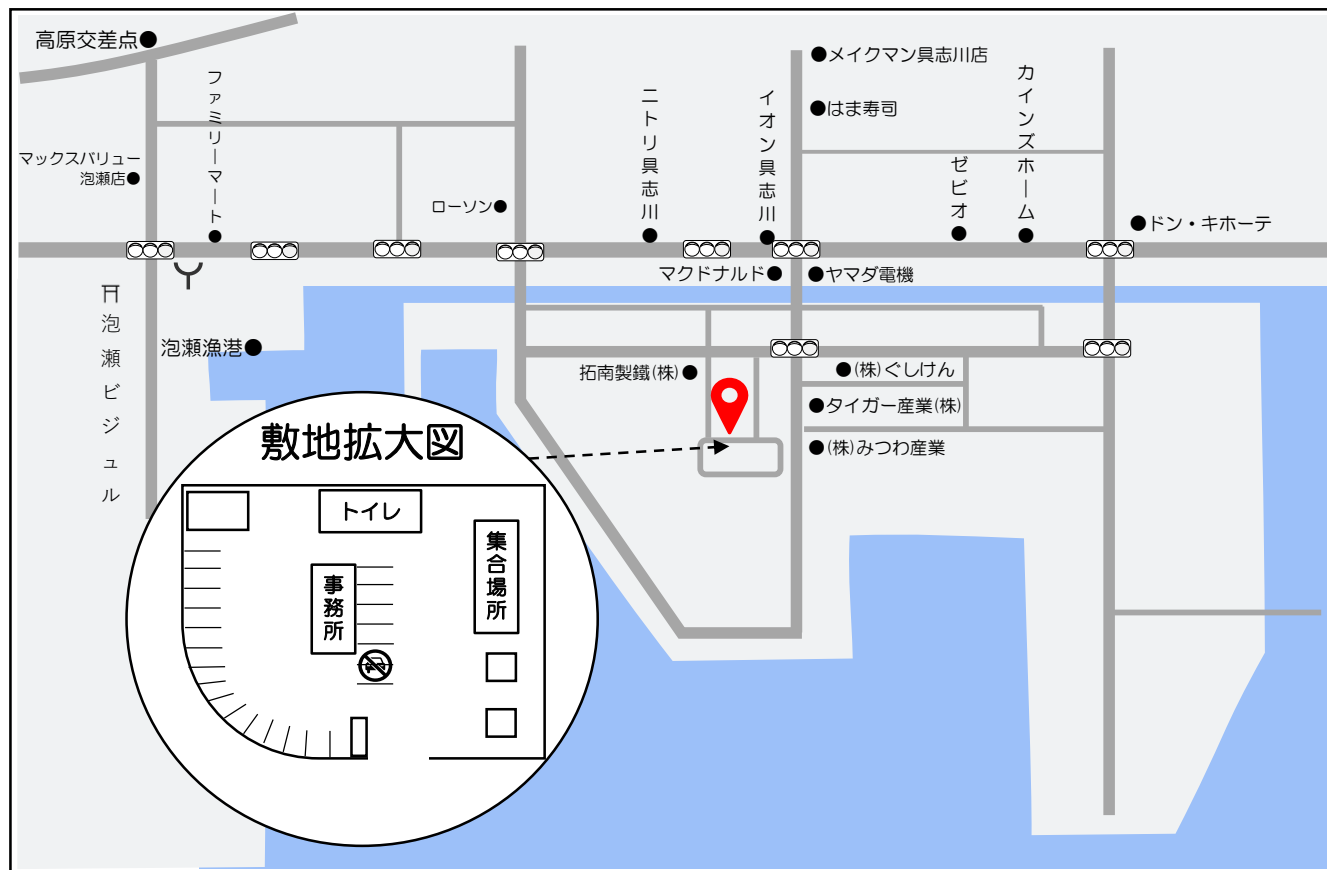 高原交差点
ファミリーマート
マックスバリュー
泡瀬店
ローソン
ニトリ具志川
イオン具志川
メイクマン具志川店
はま寿司
ゼビオ
カインズホーム
ドン・キホーテ
マクドナルド
ヤマダ電機
泡瀬ビジュル
泡瀬漁港
拓南製鐵(株)
(株)ぐしけん
タイガー産業(株)
(株)みつわ産業
敷地拡大図
トイレ
事務所
集合場所